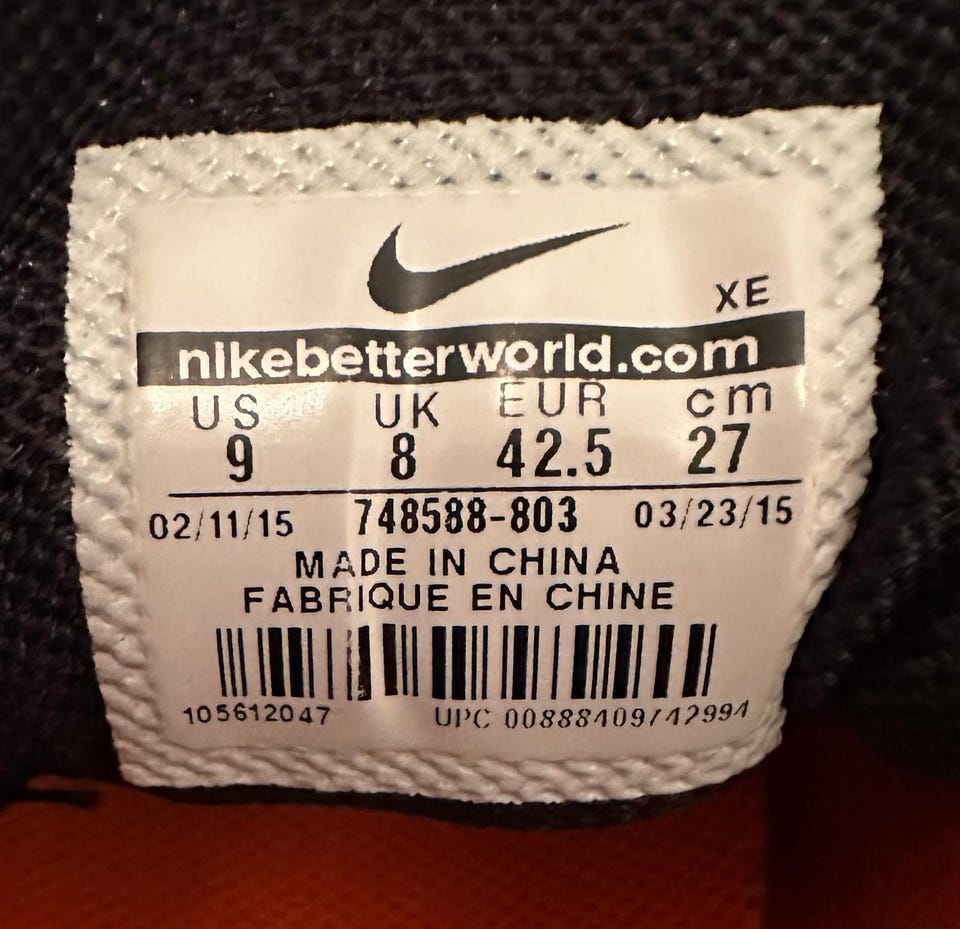 XE
nikebetterworld.com
US UK EUR cm
9 8 42.5 27
02/11/15 748588-803 03/23/15
MADE IN CHINA
FABRIQUE EN CHINE
105612047 UPC